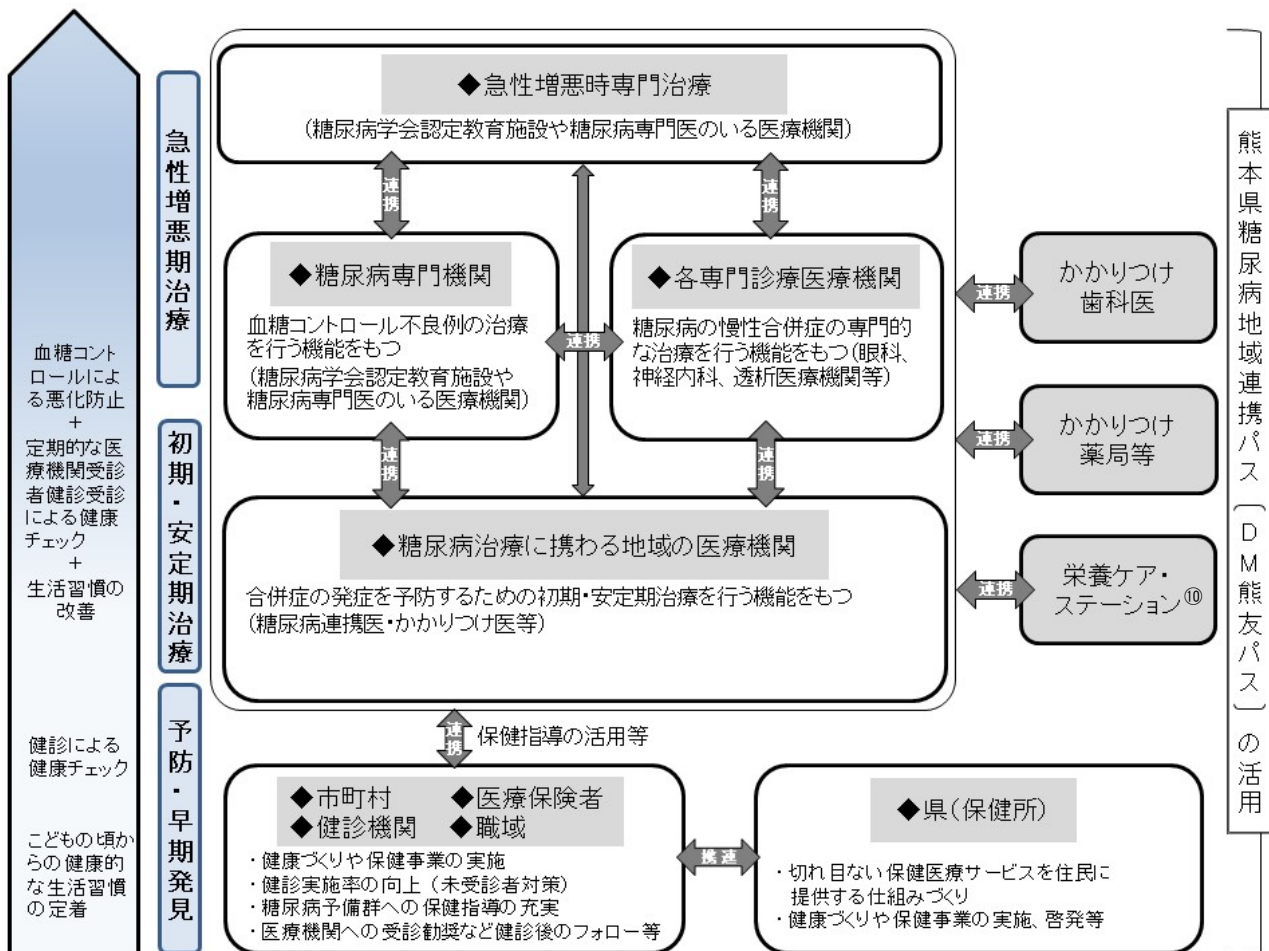 ◆急性増悪時専門治療
(糖尿病学会認定教育施設や糖尿病専門医のいる医療機関)
急性増悪期治療
連携
連携
◆糖尿病専門機関
血糖コントロール不良例の治療
を行う機能をもつ
(糖尿病学会認定教育施設や
糖尿病専門医のいる医療機関)
連携
◆各専門診療医療機関
糖尿病の慢性合併症の専門的
な治療を行う機能をもつ(眼科、
神経内科、透析医療機関等)
連携
かかりつけ
歯科医
連携
かかりつけ
薬局等
連携
栄養ケア・
ステーション⑩
熊本県糖尿病地域連携パス〔DM熊友パス〕の活用
血糖コント
ロールによ
る悪化防止
+
定期的な医
療機関受診
者健診受診
による健康
チェック
+
生活習慣の
改善
初期・安定期治療
連携
連携
◆糖尿病治療に携わる地域の医療機関
合併症の発症を予防するための初期・安定期治療を行う機能をもつ
(糖尿病連携医・かかりつけ医等)
連携
保健指導の活用等
健診による
健康チェック
こどもの頃か
らの健康的
な生活習慣
の定着
予防・早期発見
◆市町村 ◆医療保険者
◆健診機関 ◆職域
・健康づくりや保健事業の実施
・健診実施率の向上(未受診者対策)
・糖尿病予備群への保健指導の充実
・医療機関への受診勧奨など健診後のフォロー等
携連
◆県(保健所)
・切れ目ない保健医療サービスを住民に
提供する仕組みづくり
・健康づくりや保健事業の実施、啓発等